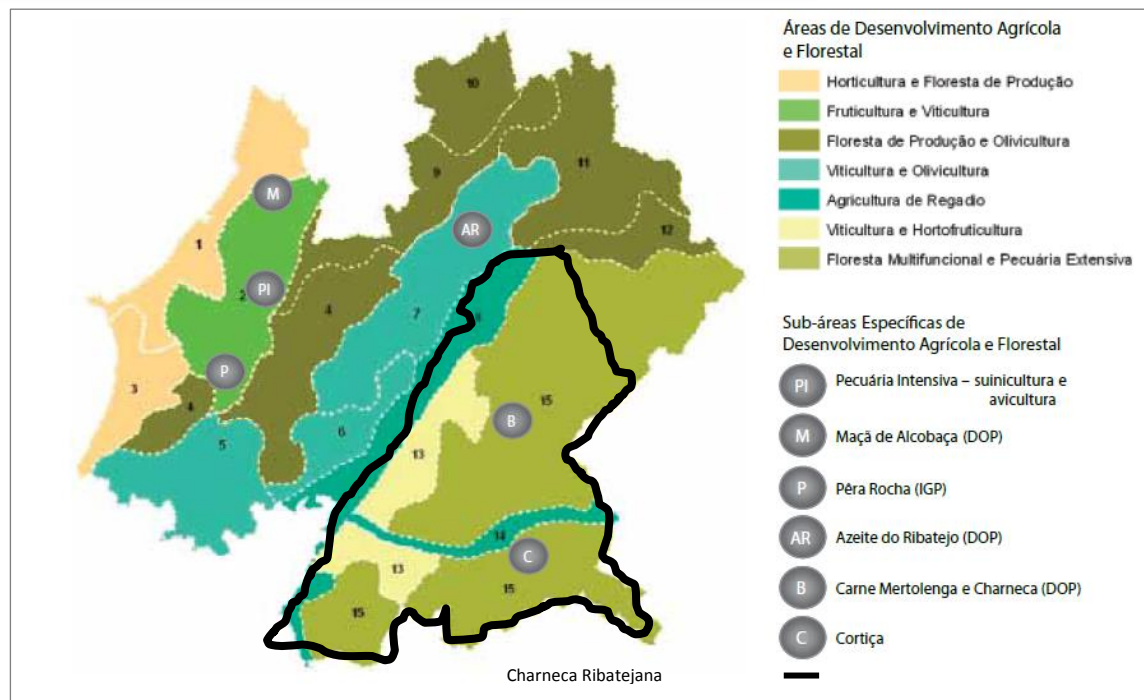 Áreas de Desenvolvimento Agrícola
e Florestal
Horticultura e Floresta de Produção
Fruticultura e Viticultura
Floresta de Produção e Olivicultura
Viticultura e Olivicultura
Agricultura de Regadio
Viticultura e Hortofruticultura
Floresta Multifuncional e Pecuária Extensiva
Sub-áreas Específicas de
Desenvolvimento Agrícola e Florestal
PI Pecuária Intensiva – suinicultura e
avicultura
M Maçã de Alcobaça (DOP)
P Pêra Rocha (IGP)
AR Azeite do Ribatejo (DOP)
B Carne Mertolenga e Charneca (DOP)
C Cortiça
10
11
9
M
12
1
AR
2
PI
4
7
3
P
15
4
B
5
6
13
14
C
13
15
15
Charneca Ribatejana